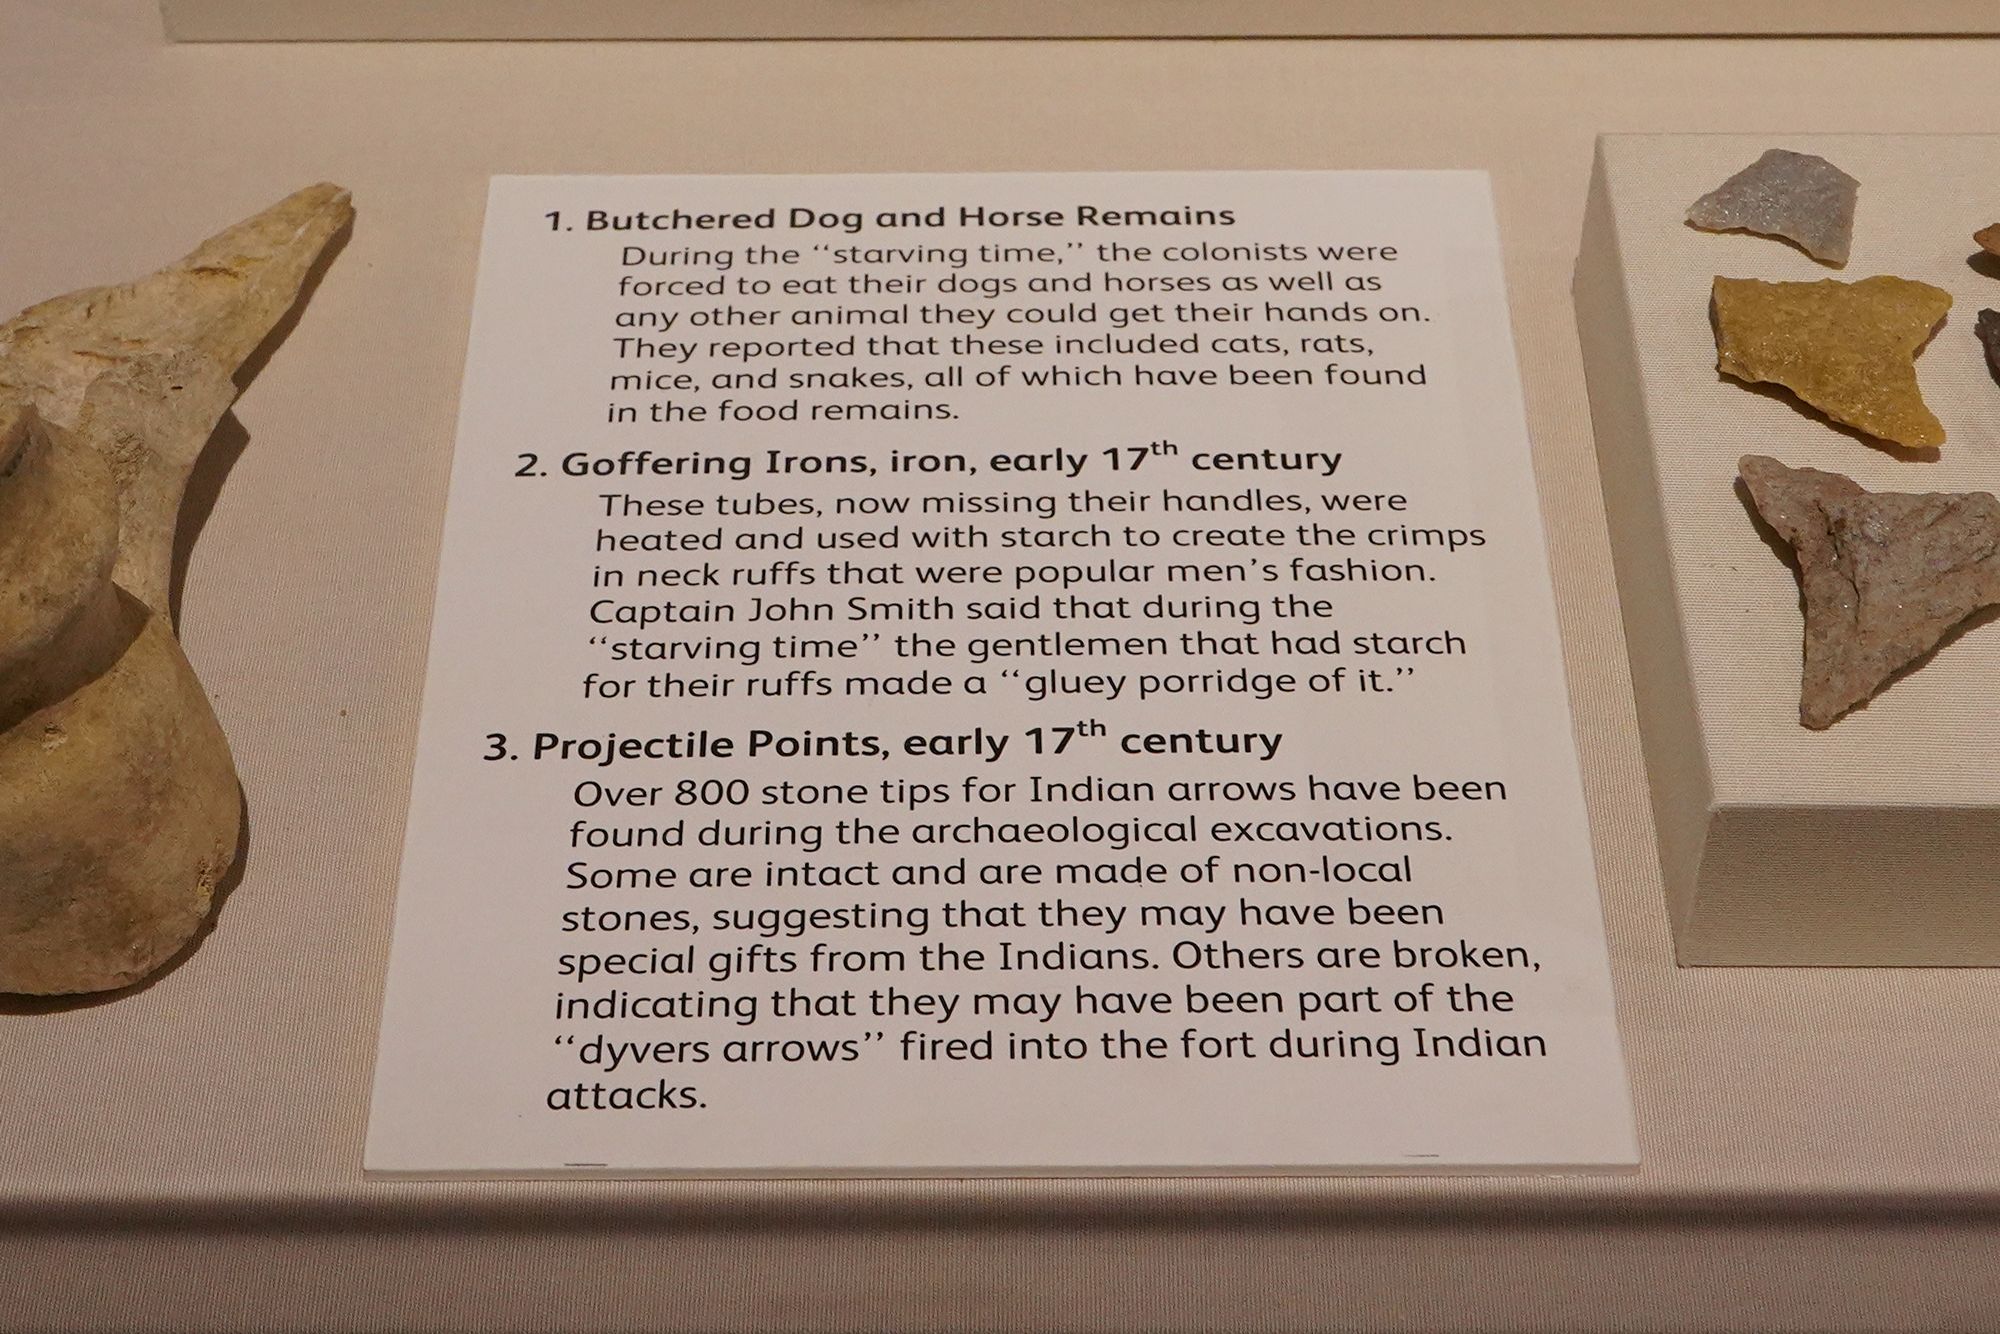 1. Butchered Dog and Horse Remains
During the ‘‘starving time,’’ the colonists were
forced to eat their dogs and horses as well as
any other animal they could get their hands on.
They reported that these included cats, rats,
mice, and snakes, all of which have been found
in the food remains.
2. Goffering Irons, iron, early 17th century
These tubes, now missing their handles, were
heated and used with starch to create the crimps
in neck ruffs that were popular men’s fashion.
Captain John Smith said that during the
‘‘starving time’’ the gentlemen that had starch
for their ruffs made a ‘‘gluey porridge of it.’’
3. Projectile Points, early 17th century
Over 800 stone tips for Indian arrows have been
found during the archaeological excavations.
Some are intact and are made of non-local
stones, suggesting that they may have been
special gifts from the Indians. Others are broken,
indicating that they may have been part of the
‘‘dyvers arrows’’ fired into the fort during Indian
attacks.